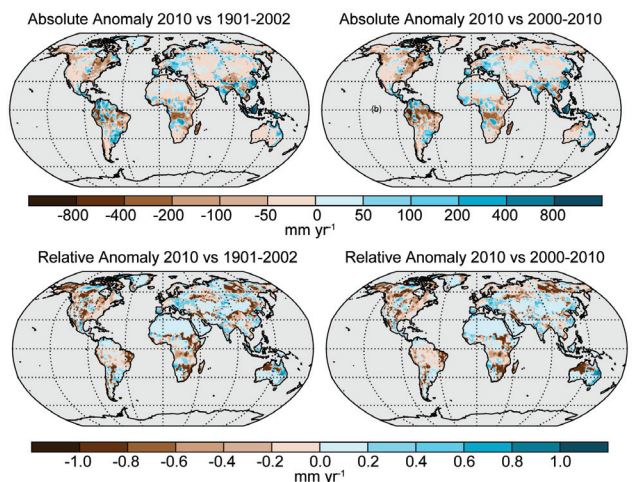 Absolute Anomaly 2010 vs 1901-2002
Absolute Anomaly 2010 vs 2000-2010
(b)
-800 -400 -200 -100 -50 0 50 100 200 400 800
mm yr-1
Relative Anomaly 2010 vs 1901-2002
Relative Anomaly 2010 vs 2000-2010
-1.0 -0.8 -0.6 -0.4 -0.2 0.0 0.2 0.4 0.6 0.8 1.0
mm yr-1